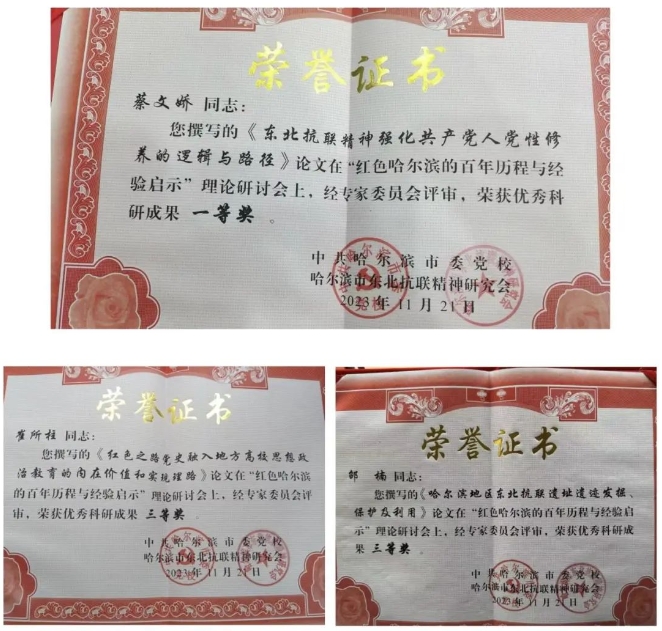 荣誉证书
蔡文娇 同志：
您撰写的《东北抗联精神强化共产党人党性修
养的逻辑与路径》论文在“红色哈尔滨的百年历程与经
验启示”理论研讨会上，经专家委员会评审，荣获优秀科
研成果 一等奖 。
中共哈尔滨市委党校
哈尔滨市东北抗联精神研究会
2023年11月21日
荣誉证书
崔所柱 同志：
您撰写的《红色之路党史融入地方高校思想政
治教育的内在价值和实现理路》论文在“红色哈尔滨
的百年历程与经验启示”理论研讨会上，经专家委员会评
审，荣获优秀科研成果 三等奖 。
中共哈尔滨市委党校
哈尔滨市东北抗联精神研究会
2023年11月21日
荣誉证书
邹楠 同志：
您撰写的《哈尔滨地区东北抗联遗址遗迹发掘、
保护及利用》论文在“红色哈尔滨的百年历程与经验启
示”理论研讨会上，经专家委员会评审，荣获优秀科研成
果 三等奖 。
中共哈尔滨市委党校
哈尔滨市东北抗联精神研究会
2023年11月21日